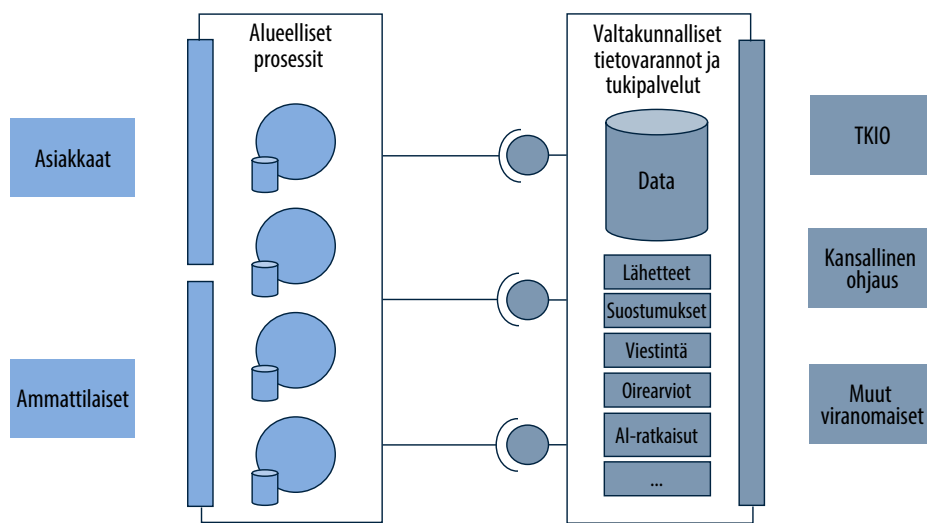 Alueelliset
prosessit
Valtakunnalliset
tietovarannot ja
tukipalvelut
Asiakkaat
Ammattilaiset
Data
Lähetteet
Suostumukset
Viestintä
Oirearviot
AI-ratkaisut
...
TKIO
Kansallinen
ohjaus
Muut
viranomaiset